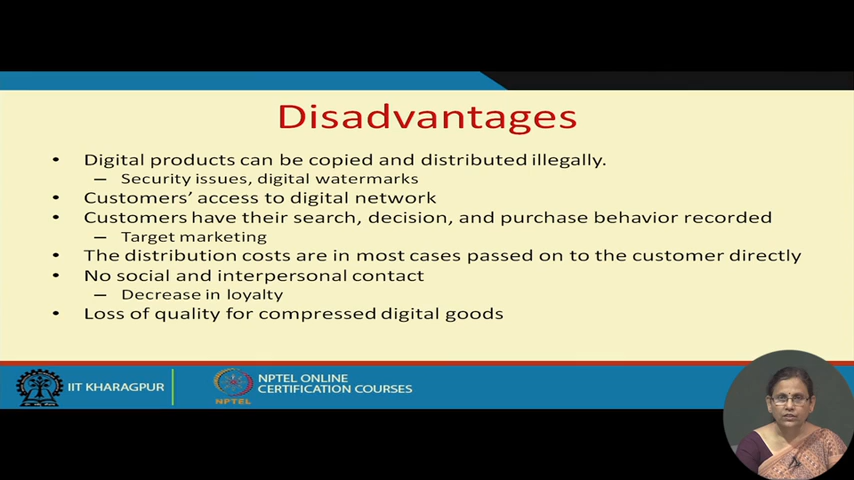 Disadvantages
• Digital products can be copied and distributed illegally.
– Security issues, digital watermarks
• Customers' access to digital network
• Customers have their search, decision, and purchase behavior recorded
– Target marketing
• The distribution costs are in most cases passed on to the customer directly
• No social and interpersonal contact
– Decrease in loyalty
• Loss of quality for compressed digital goods
IIT KHARAGPUR
NPTEL
NPTEL ONLINE
CERTIFICATION COURSES